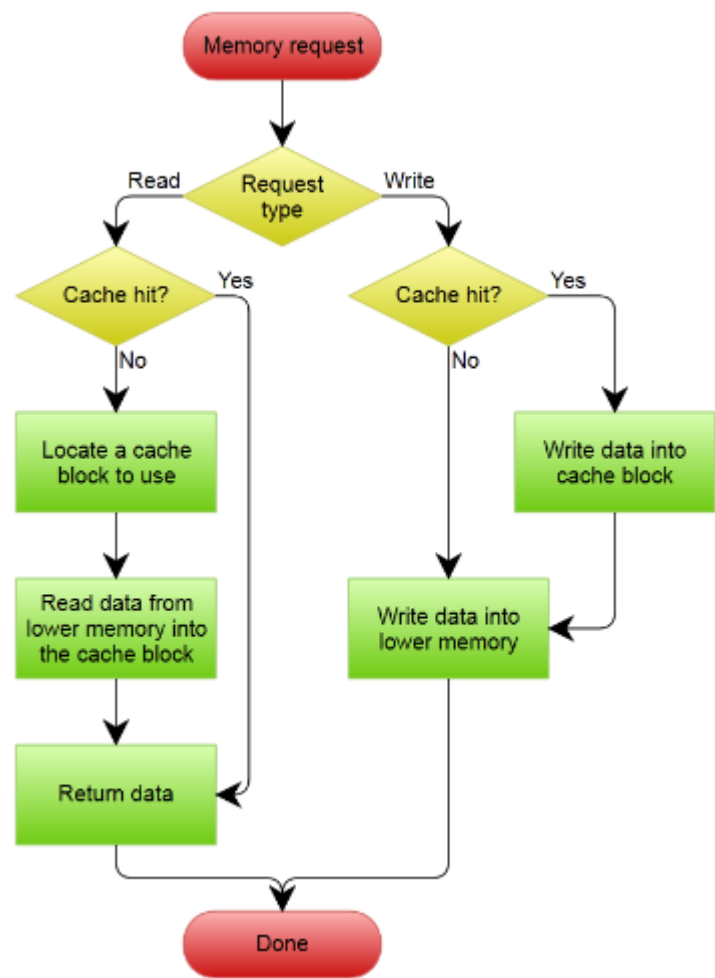 Memory request
Request
type
Read
Write
Cache hit?
Yes
No
Cache hit?
Yes
No
Locate a cache
block to use
Write data into
cache block
Read data from
lower memory into
the cache block
Write data into
lower memory
Return data
Done